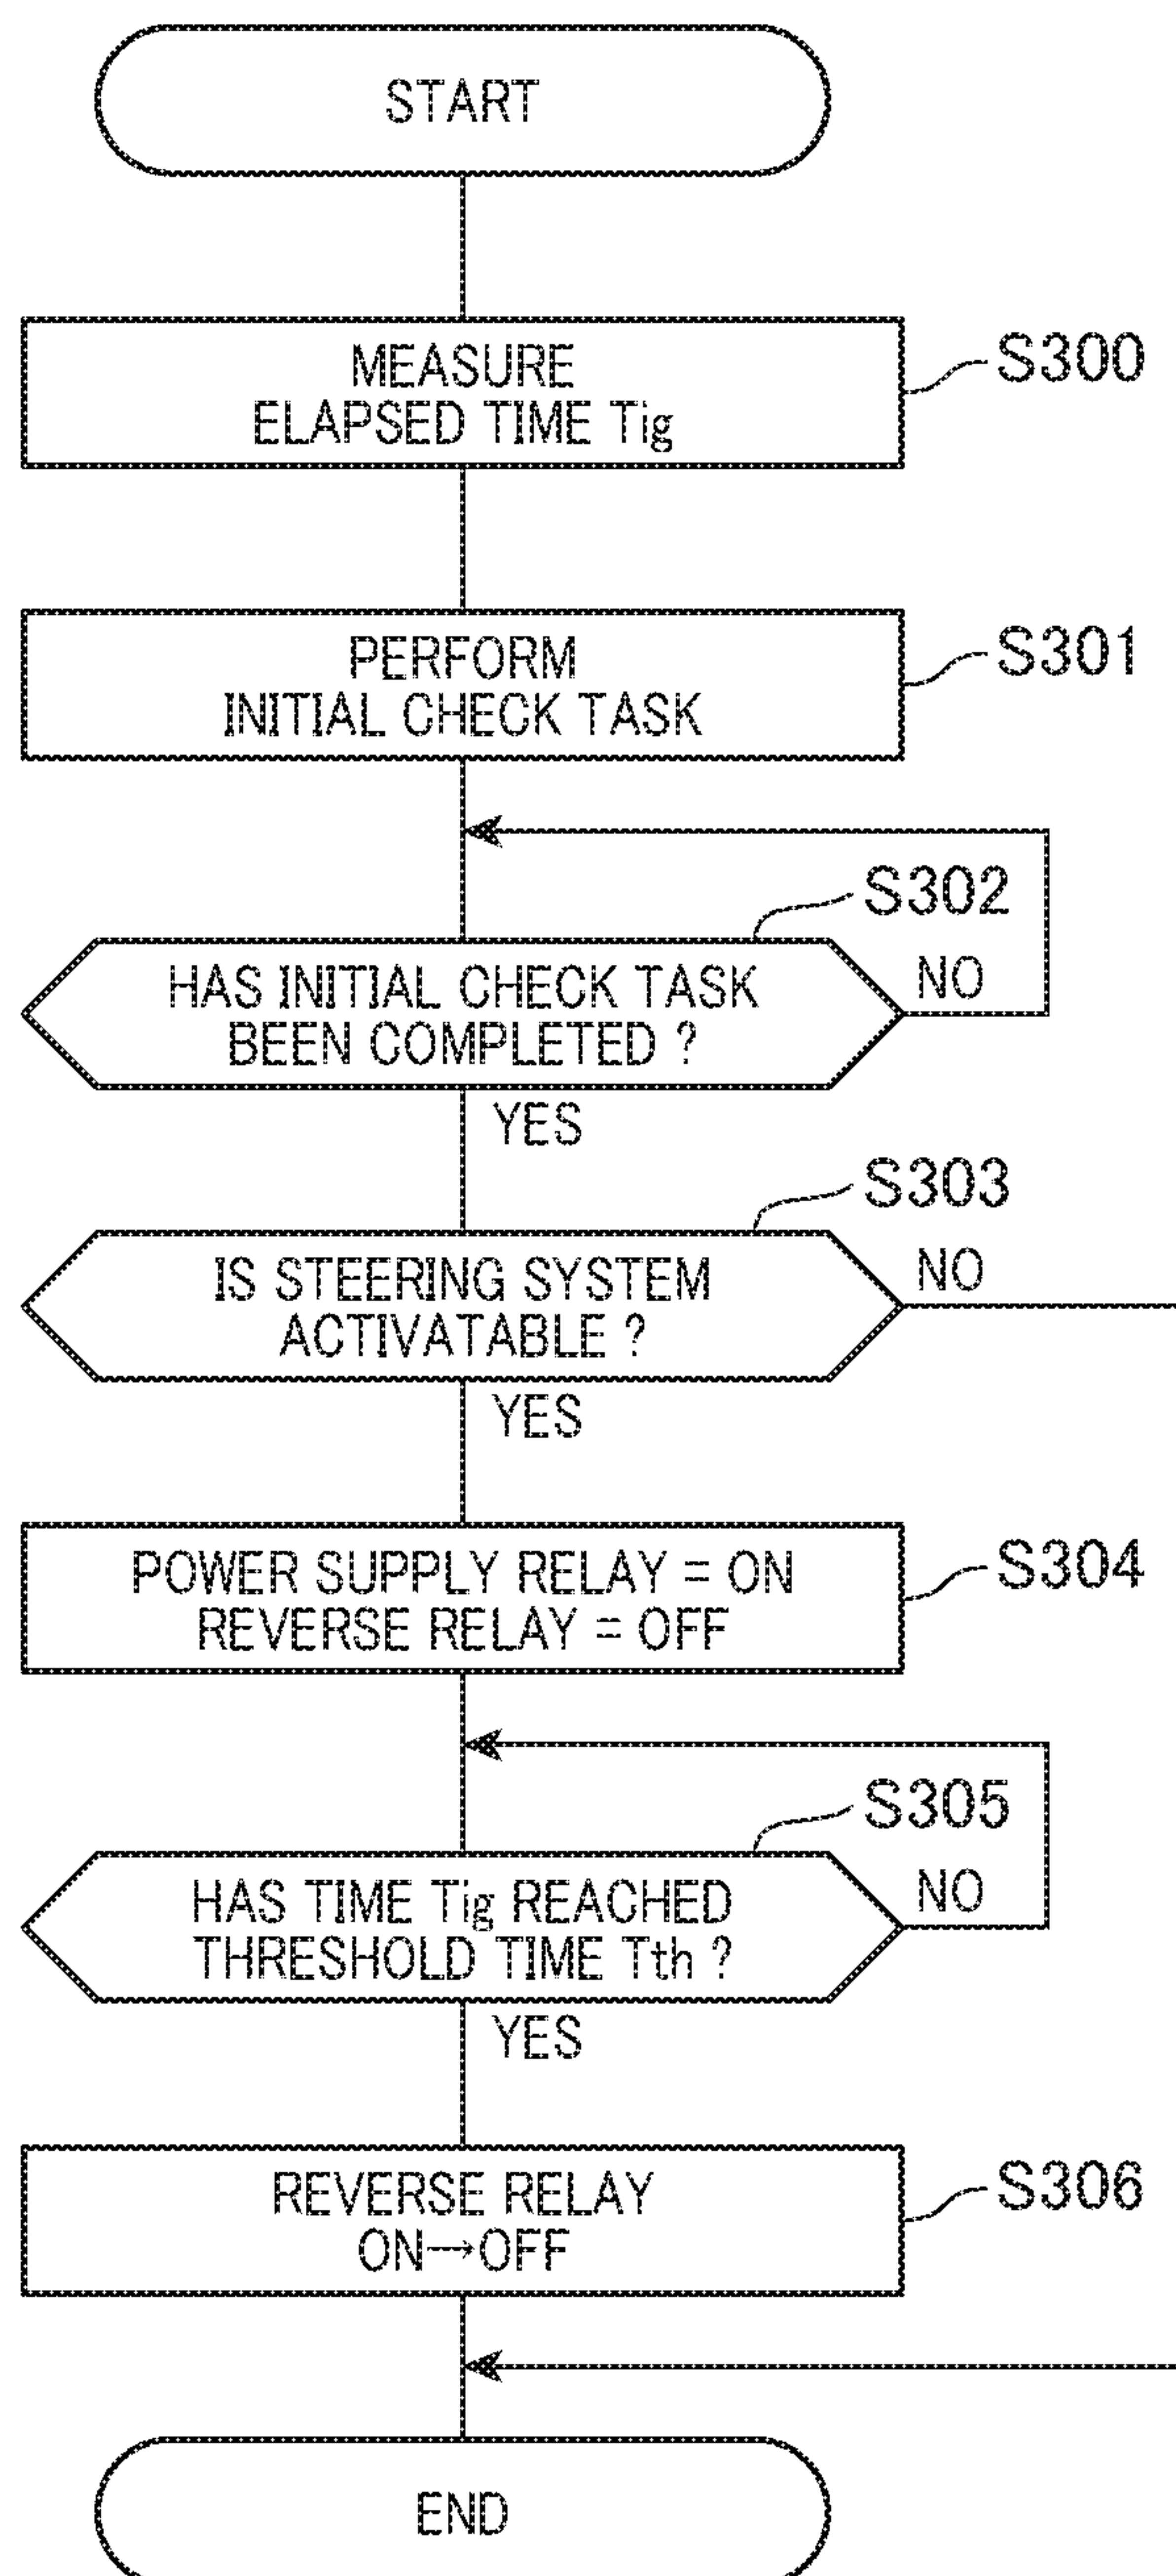 START
MEASURE
ELAPSED TIME Tig
S300
PERFORM
INITIAL CHECK TASK
S301
S302
HAS INITIAL CHECK TASK
BEEN COMPLETED ?
NO
YES
S303
IS STEERING SYSTEM
ACTIVATABLE ?
NO
YES
POWER SUPPLY RELAY = ON
REVERSE RELAY = OFF
S304
S305
HAS TIME Tig REACHED
THRESHOLD TIME Tth ?
NO
YES
REVERSE RELAY
ON→OFF
S306
END